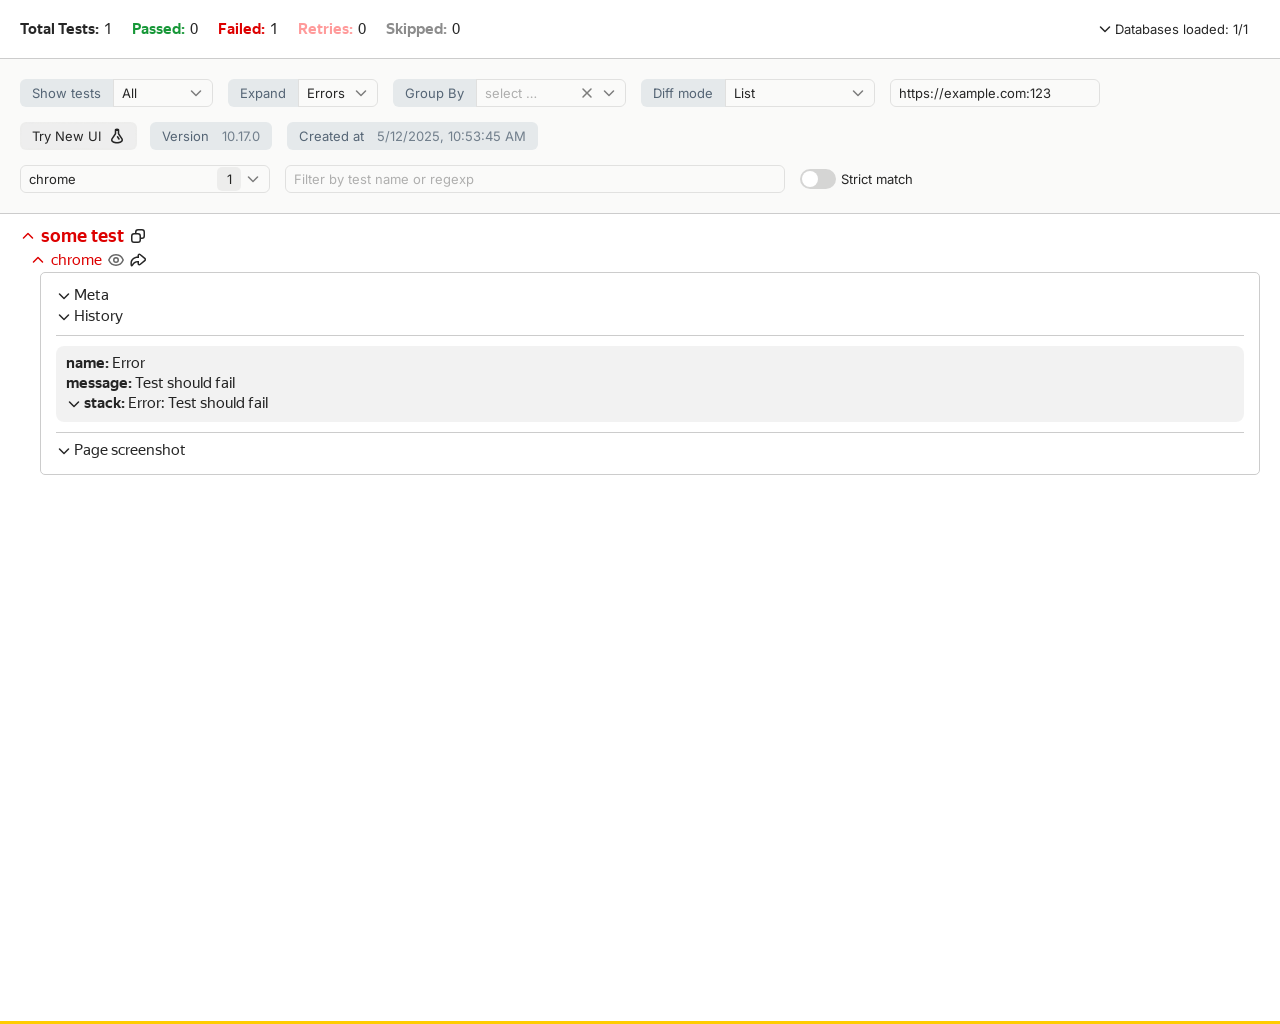 Total Tests: 1 Passed: 0 Failed: 1 Retries: 0 Skipped: 0 Databases loaded: 1/1
Show tests All Expand Errors Group By select ... Diff mode List https://example.com:123
Try New UI Version 10.17.0 Created at 5/12/2025, 10:53:45 AM
chrome 1 Filter by test name or regexp Strict match
some test
chrome
Meta
History
name: Error
message: Test should fail
stack: Error: Test should fail
Page screenshot